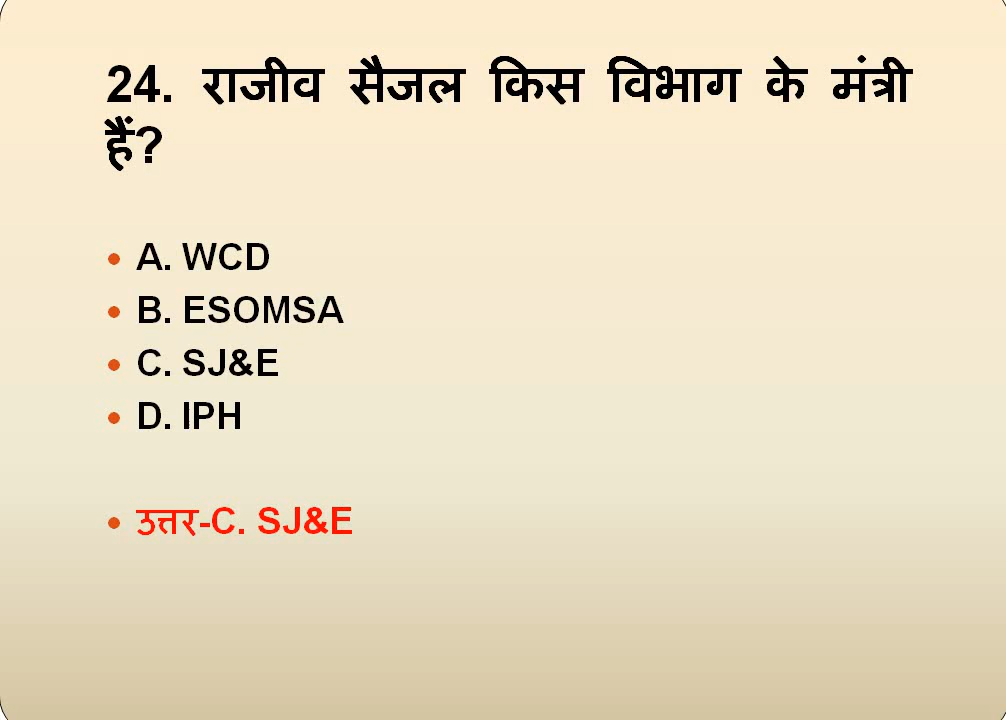 24. राजीव सैजल किस विभाग के मंत्री
हैं?
• A. WCD
• B. ESOMSA
• C. SJ&E
• D. IPH
• उत्तर-C. SJ&E